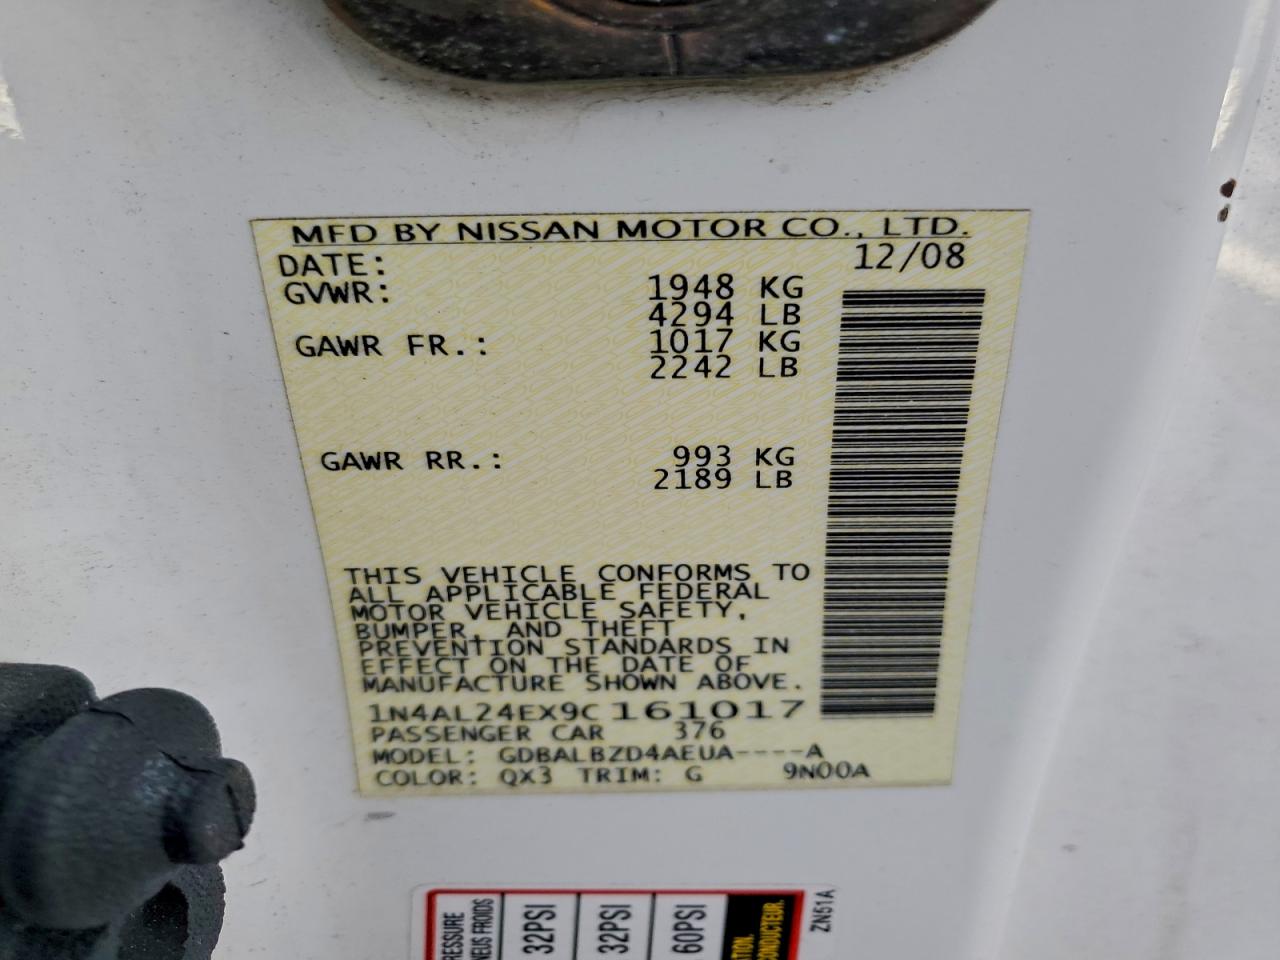 MFD BY NISSAN MOTOR CO., LTD.
DATE: 12/08
GVWR: 1948 KG
4294 LB
GAWR FR.: 1017 KG
2242 LB
GAWR RR.: 993 KG
2189 LB
THIS VEHICLE CONFORMS TO
ALL APPLICABLE FEDERAL
MOTOR VEHICLE SAFETY,
BUMPER, AND THEFT
PREVENTION STANDARDS IN
EFFECT ON THE DATE OF
MANUFACTURE SHOWN ABOVE.
1N4AL24EX9C161017
PASSENGER CAR 376
MODEL: GDBALBZD4AEUA----A
COLOR: QX3 TRIM: G 9N00A
32PSI
32PSI
60PSI
ZN51A